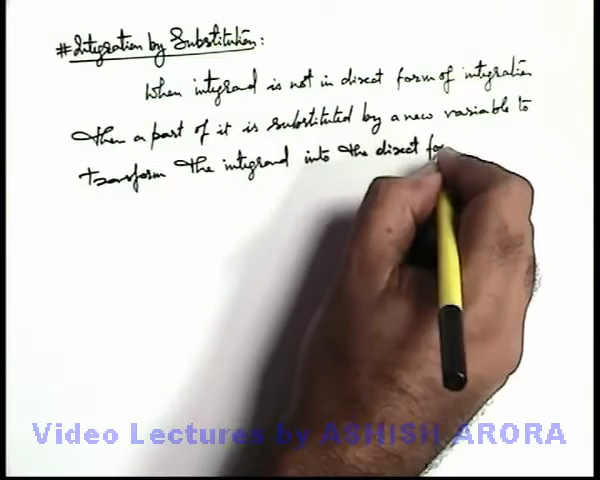 # Integration by Substitution :
When integrand is not in direct form of integration
then a part of it is substituted by a new variable to
transform the integrand into the direct fo
Video Lectures by ASHISH ARORA